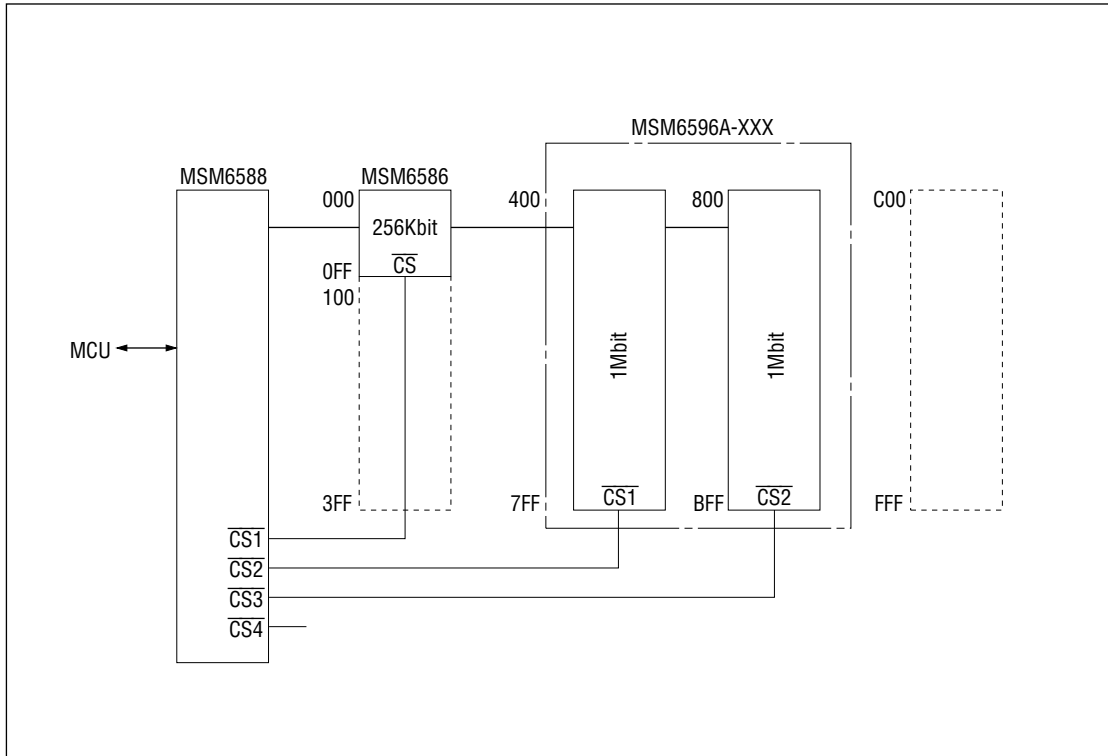 MSM6596A-XXX
MSM6588
000
MSM6586
400
800
C00
256Kbit
CS
0FF
100
MCU
1Mbit
1Mbit
3FF
7FF
CS1
BFF
CS2
FFF
CS1
CS2
CS3
CS4